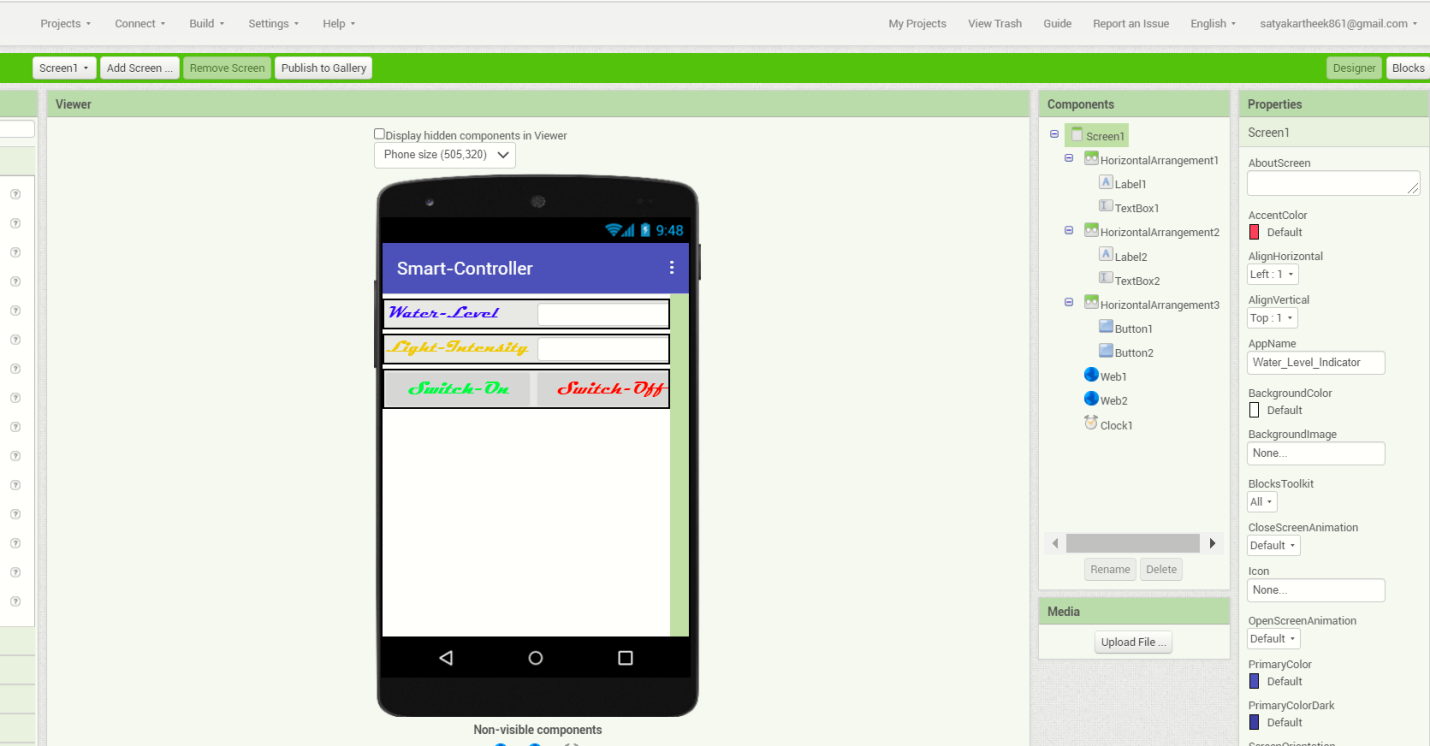 Projects Connect Build Settings Help My Projects View Trash Guide Report an Issue English satyakartheek861@gmail.com
Screen1 Add Screen ... Remove Screen Publish to Gallery Designer Blocks
Viewer
Display hidden components in Viewer
Phone size (505,320)
9:48
Smart-Controller
Water-Level
Light-Intensity
Switch-On Switch-Off
Non-visible components
Components
Screen1
HorizontalArrangement1
Label1
TextBox1
HorizontalArrangement2
Label2
TextBox2
HorizontalArrangement3
Button1
Button2
Web1
Web2
Clock1
Rename Delete
Media
Upload File ...
Properties
Screen1
AboutScreen
AccentColor
Default
AlignHorizontal
Left : 1
AlignVertical
Top : 1
AppName
Water_Level_Indicator
BackgroundColor
Default
BackgroundImage
None...
BlocksToolkit
All
CloseScreenAnimation
Default
Icon
None...
OpenScreenAnimation
Default
PrimaryColor
Default
PrimaryColorDark
Default
ScreenOrientation